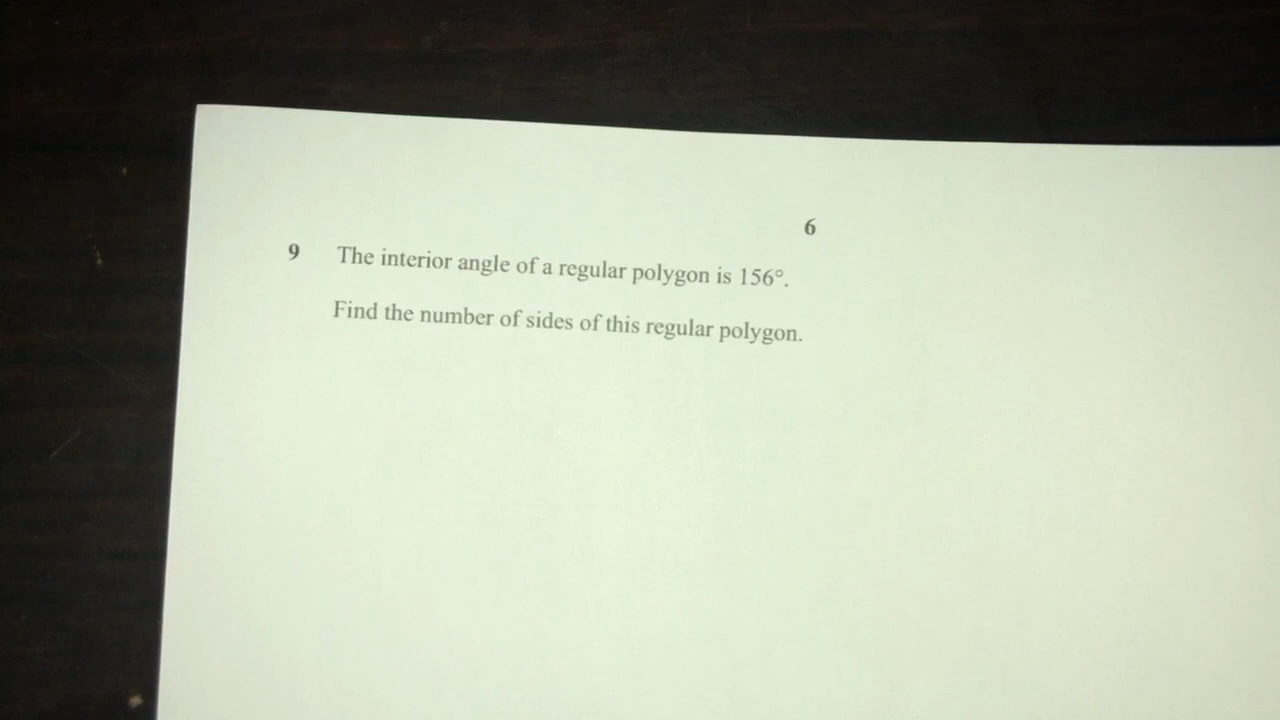 6
9 The interior angle of a regular polygon is 156°.
Find the number of sides of this regular polygon.